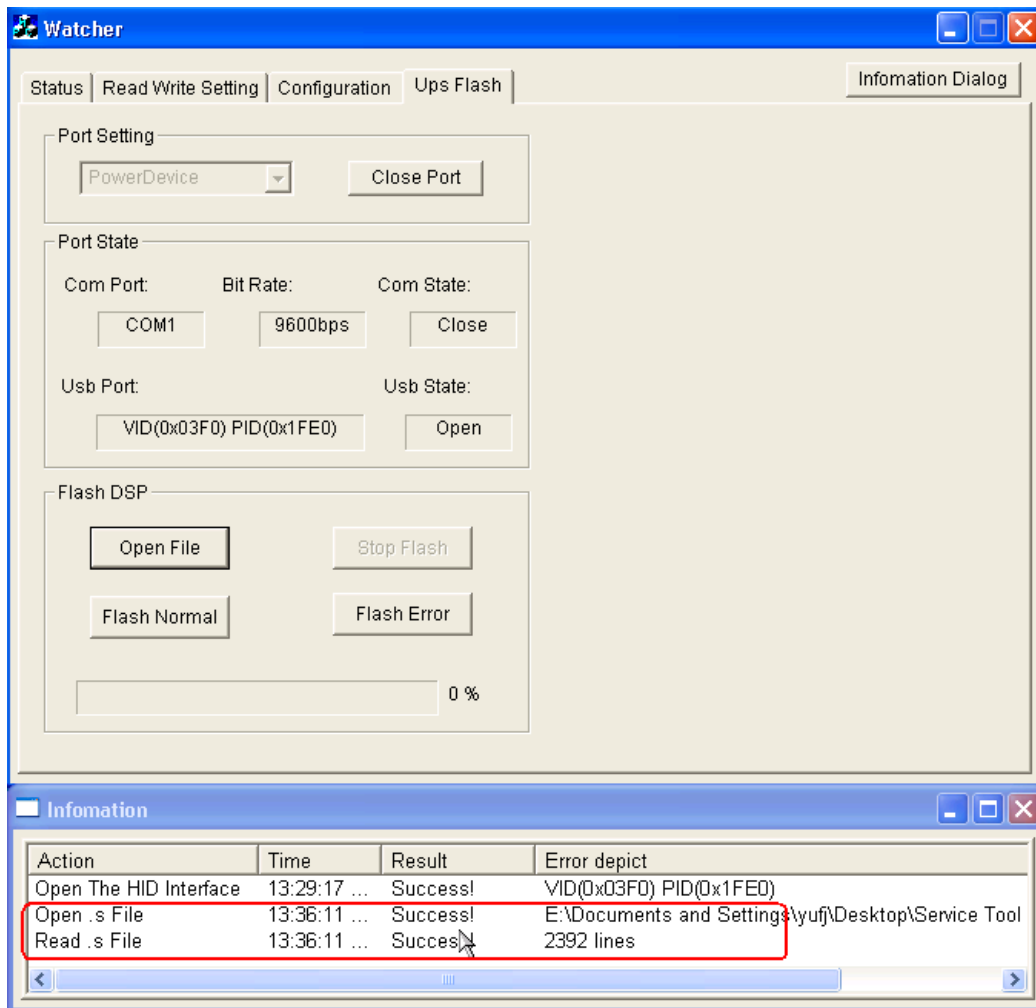 Watcher
Status Read Write Setting Configuration Ups Flash Infomation Dialog
Port Setting
PowerDevice Close Port
Port State
Com Port: Bit Rate: Com State:
COM1 9600bps Close
Usb Port: Usb State:
VID(0x03F0) PID(0x1FE0) Open
Flash DSP
Open File Stop Flash
Flash Normal Flash Error
0 %
Infomation
Action Time Result Error depict
Open The HID Interface 13:29:17 ... Success! VID(0x03F0) PID(0x1FE0)
Open .s File 13:36:11 ... Success! E:\Documents and Settings\yufj\Desktop\Service Tool
Read .s File 13:36:11 ... Success! 2392 lines